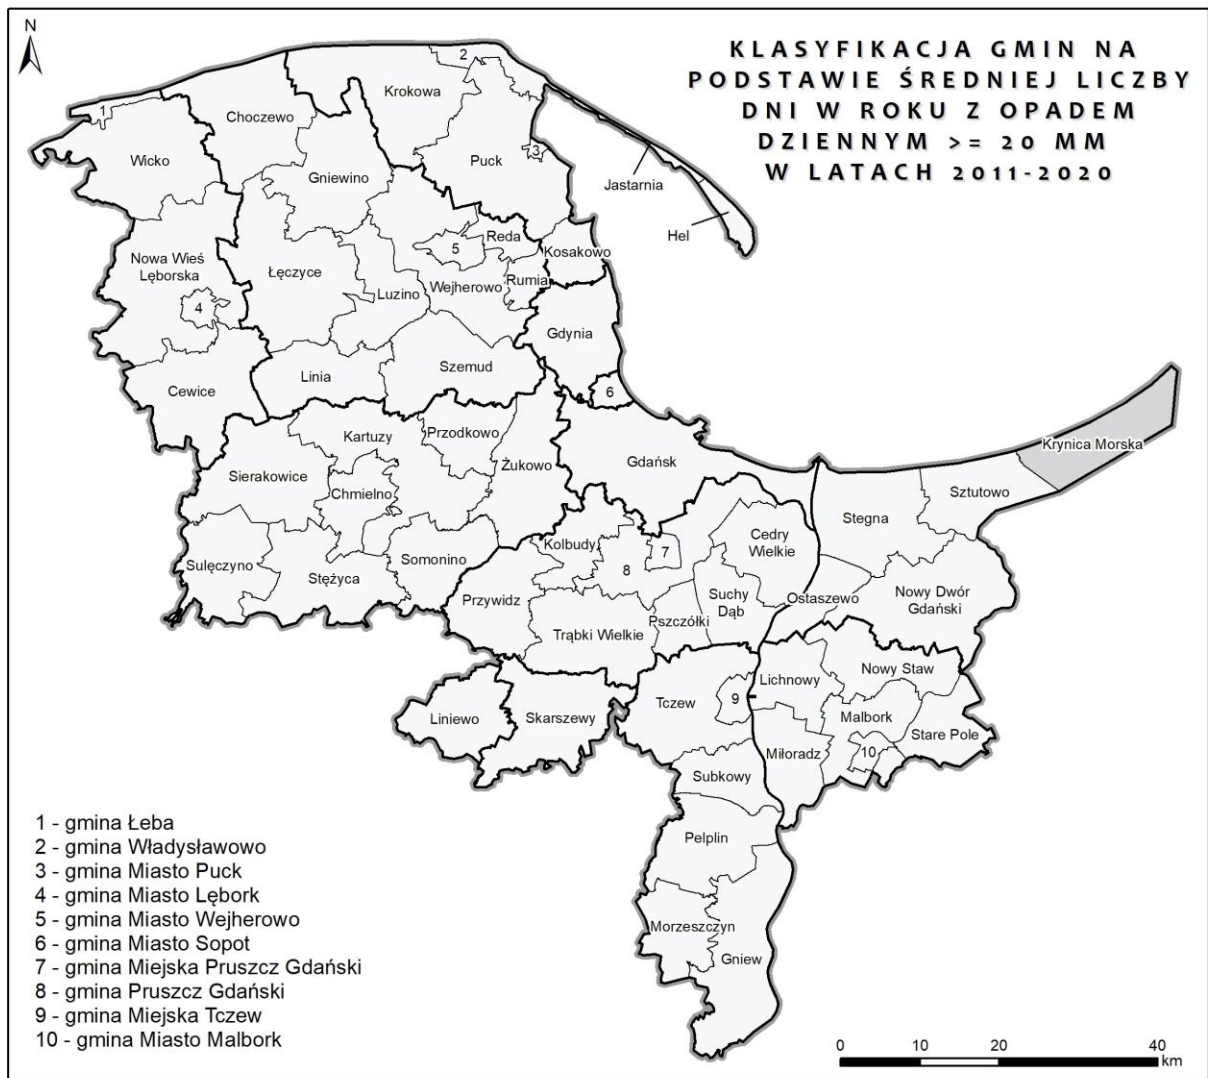 N
KLASYFIKACJA GMIN NA
PODSTAWIE ŚREDNIEJ LICZBY
DNI W ROKU Z OPADEM
DZIENNYM >= 20 MM
W LATACH 2011-2020
2
Krokowa
1
Choczewo
3
Wicko
Puck
Gniewino
Jastarnia
Hel
Reda
5
Kosakowo
Nowa Wieś
Lęborska
Łęczyce
Rumia
Wejherowo
Luzino
4
Gdynia
Szemud
Linia
Cewice
6
Przodkowo
Kartuzy
Krynica Morska
Gdańsk
Żukowo
Sierakowice
Chmielno
Sztutowo
Stegna
Cedry
Wielkie
Kolbudy
7
Somonino
Sulęczyno
8
Stężyca
Nowy Dwór
Gdański
Suchy
Dąb
Ostaszewo
Przywidz
Pszczółki
Trąbki Wielkie
Nowy Staw
Lichnowy
9
Tczew
Liniewo
Skarszewy
Malbork
Stare Pole
10
Miłoradz
Subkowy
Pelplin
Morzeszczyn
Gniew
1 - gmina Łeba
2 - gmina Władysławowo
3 - gmina Miasto Puck
4 - gmina Miasto Lębork
5 - gmina Miasto Wejherowo
6 - gmina Miasto Sopot
7 - gmina Miejska Pruszcz Gdański
8 - gmina Pruszcz Gdański
9 - gmina Miejska Tczew
10 - gmina Miasto Malbork
0 10 20 40
km